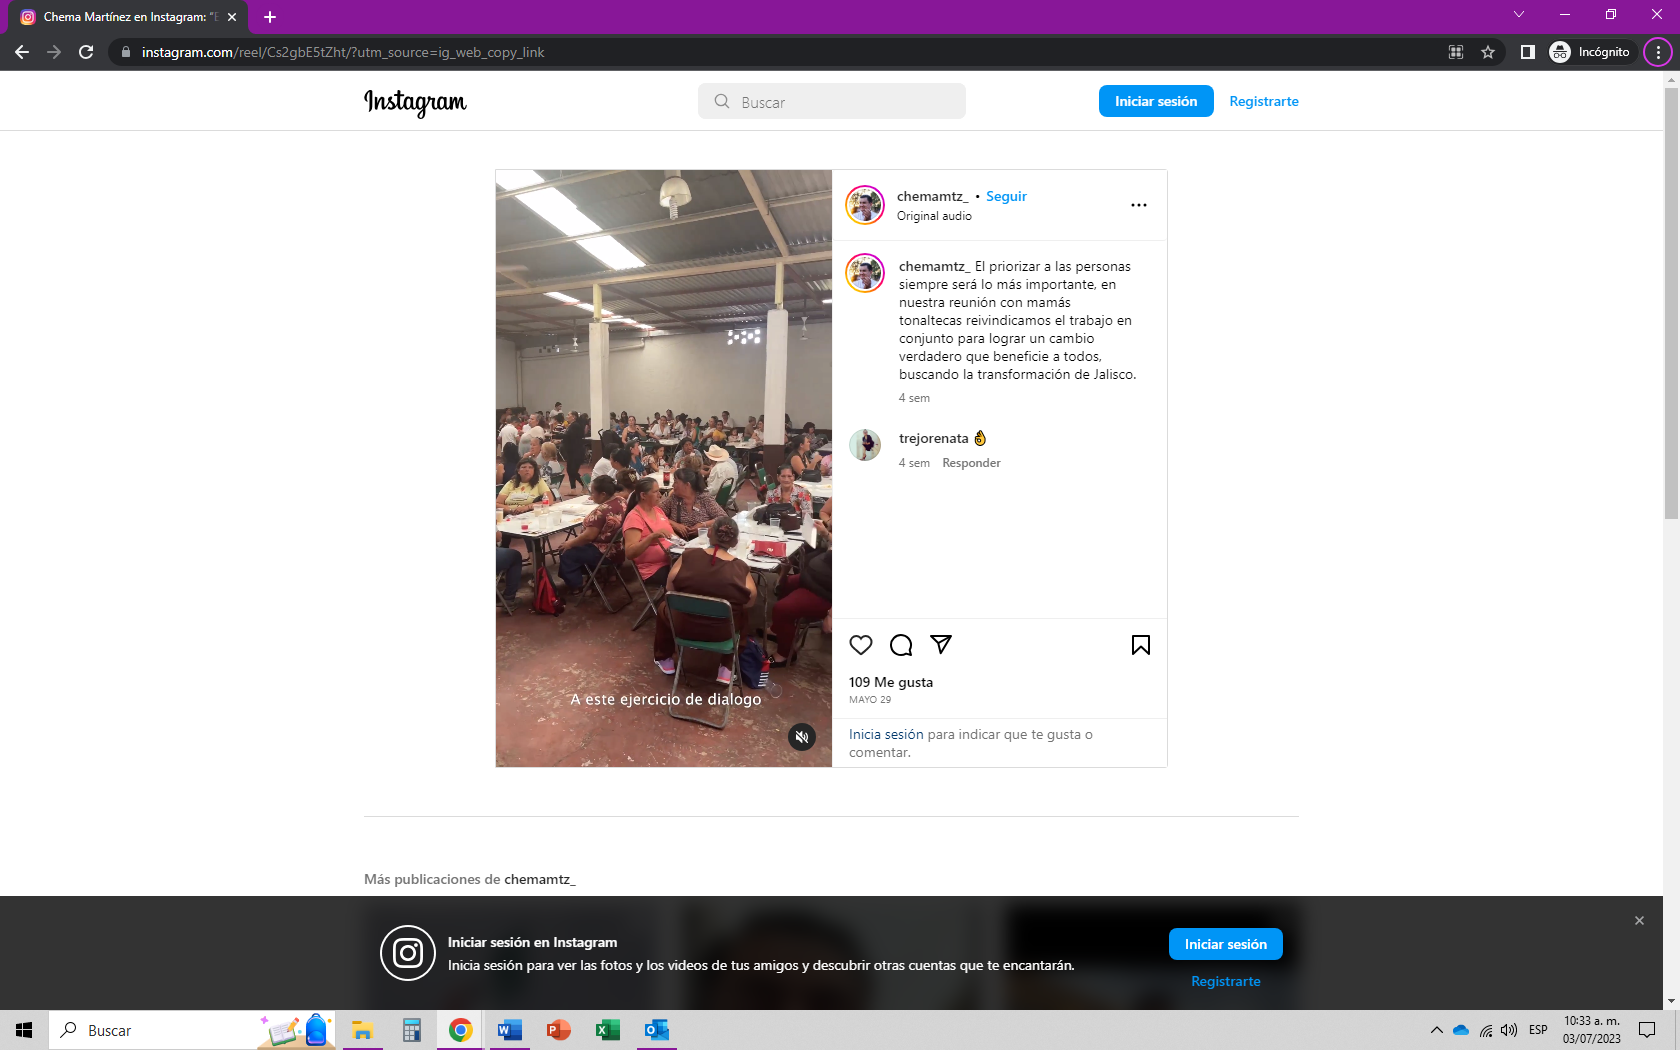 Chema Martínez en Instagram: "E
instagram.com/reel/Cs2gbE5tZht/?utm_source=ig_web_copy_link
Incógnito
Instagram
Buscar
Iniciar sesión
Registrarte
chemamtz_ • Seguir
Original audio
chemamtz_ El priorizar a las personas
siempre será lo más importante, en
nuestra reunión con mamás
tonaltecas reivindicamos el trabajo en
conjunto para lograr un cambio
verdadero que beneficie a todos,
buscando la transformación de Jalisco.
4 sem
trejorenata 👌
4 sem Responder
A este ejercicio de dialogo
109 Me gusta
MAYO 29
Inicia sesión para indicar que te gusta o
comentar.
Más publicaciones de chemamtz_
Iniciar sesión en Instagram
Inicia sesión para ver las fotos y los videos de tus amigos y descubrir otras cuentas que te encantarán.
Iniciar sesión
Registrarte
Buscar
ESP
10:33 a. m.
03/07/2023